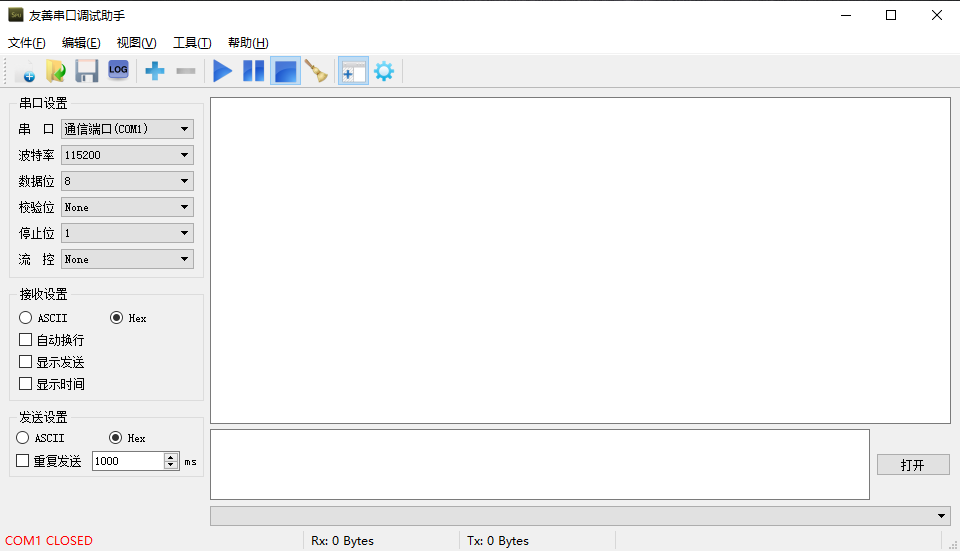 友善串口调试助手
文件(F) 编辑(E) 视图(V) 工具(T) 帮助(H)
LOG
串口设置
串 口 通信端口(COM1)
波特率 115200
数据位 8
校验位 None
停止位 1
流 控 None
接收设置
ASCII Hex
自动换行
显示发送
显示时间
发送设置
ASCII Hex
重复发送 1000 ms
打开
COM1 CLOSED Rx: 0 Bytes Tx: 0 Bytes